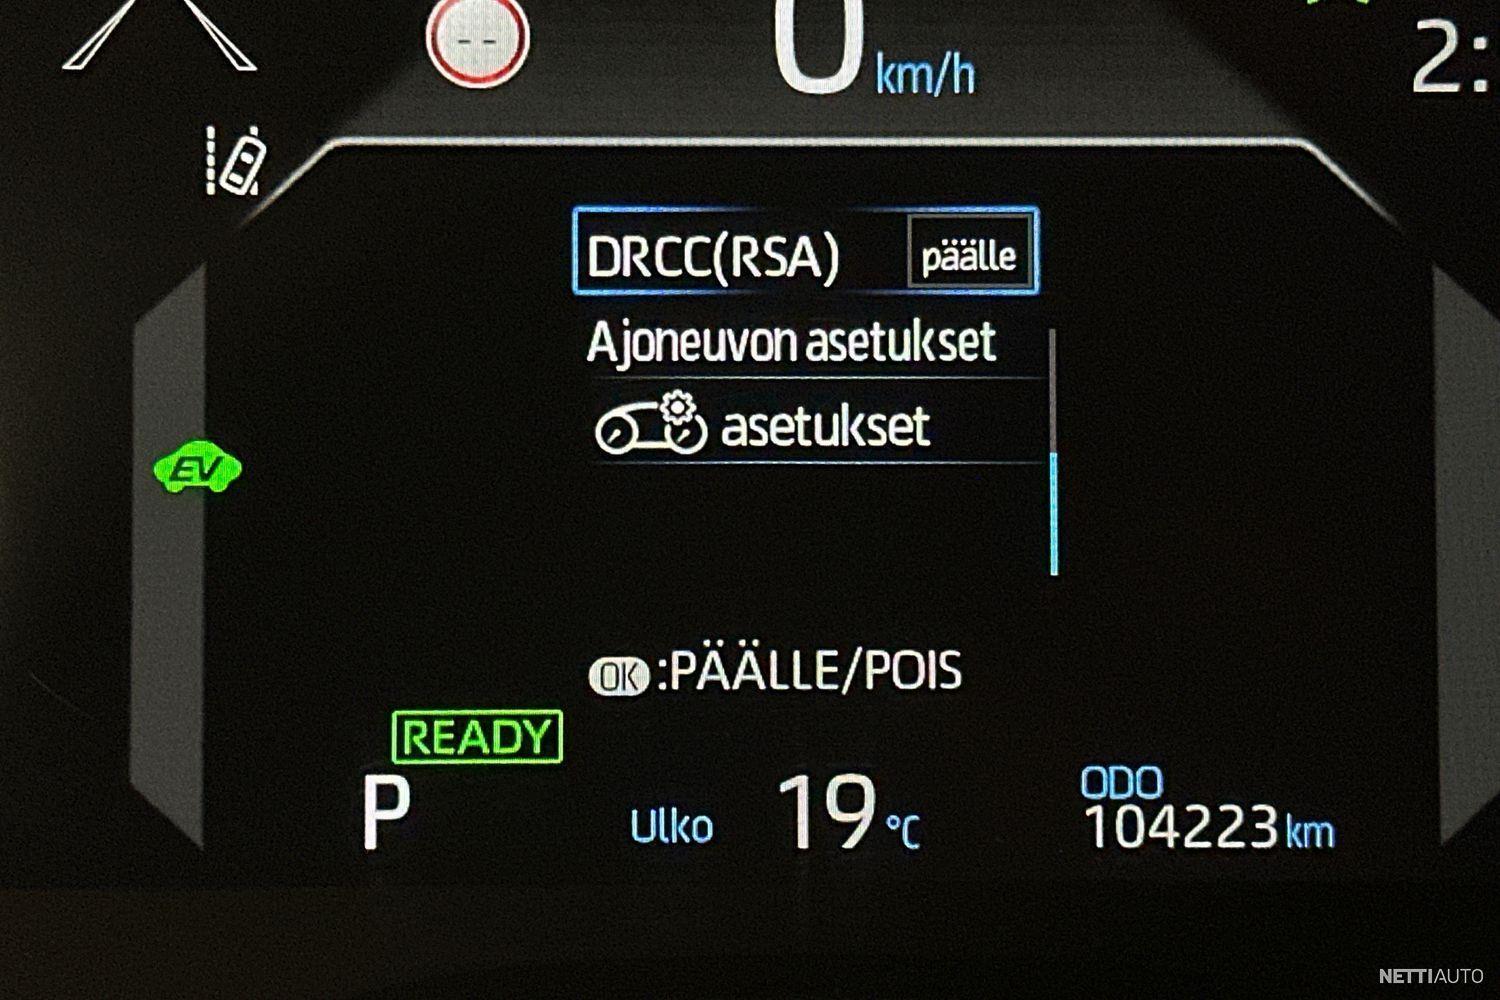 --
0 km/h
2:
DRCC(RSA) päälle
Ajoneuvon asetukset
asetukset
EV
OK :PÄÄLLE/POIS
READY
P
Ulko 19 °C
ODO
104223 km
NETTIAUTO